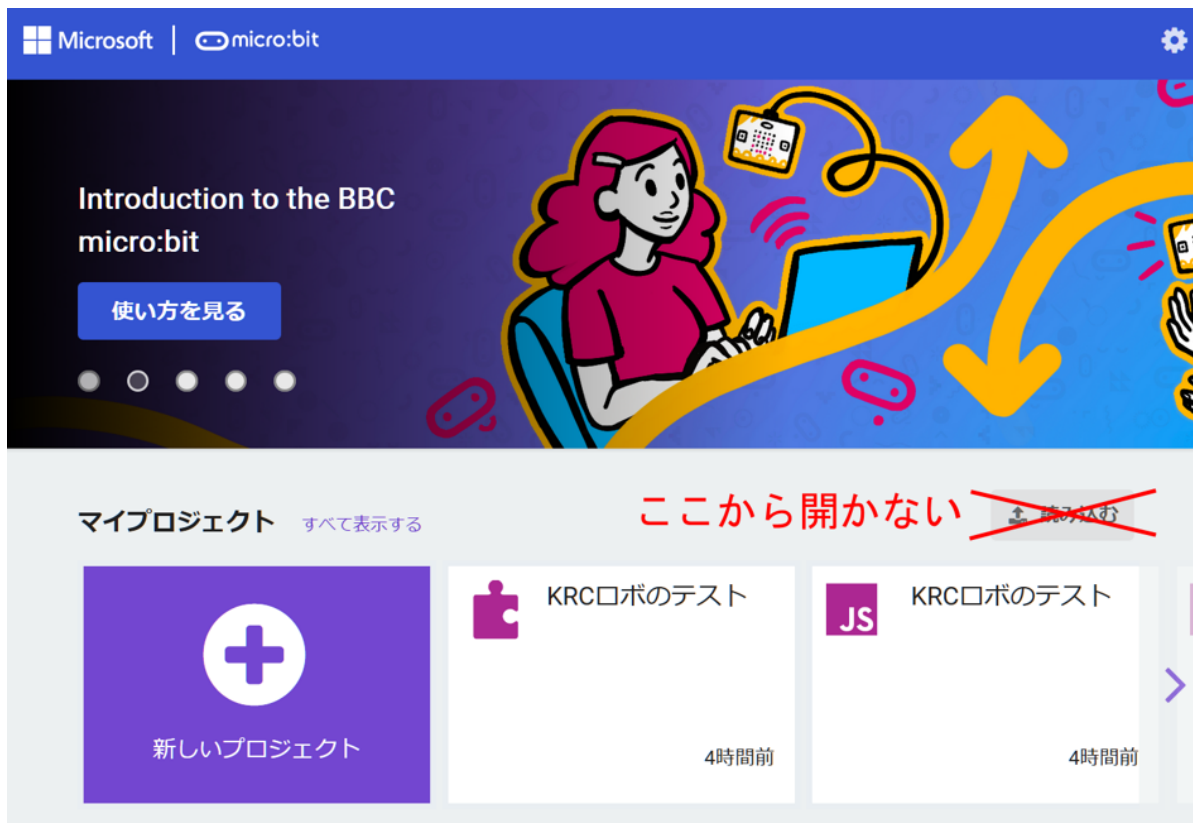 Microsoft | micro:bit
Introduction to the BBC
micro:bit
使い方を見る
マイプロジェクト すべて表示する ここから開かない 読み込む
新しいプロジェクト
KRCロボのテスト
4時間前
JS KRCロボのテスト
4時間前